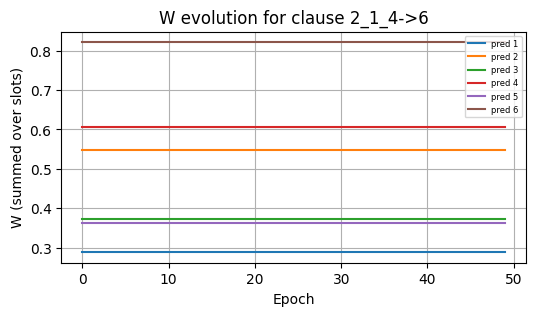 W evolution for clause 2_1_4->6
W (summed over slots)
0.8
0.7
0.6
0.5
0.4
0.3
pred 1
pred 2
pred 3
pred 4
pred 5
pred 6
0 10 20 30 40 50
Epoch